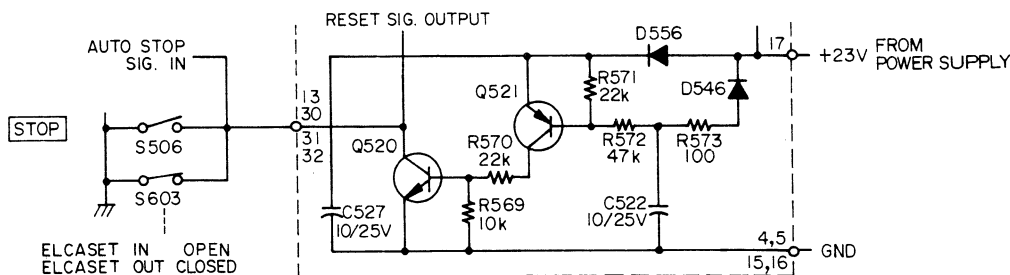 RESET SIG. OUTPUT
AUTO STOP
SIG. IN
D556
17
+23V
FROM
POWER SUPPLY
R571
22k
D546
Q521
13
30
31
32
STOP
S506
Q520
R570
22k
R572
47k
R573
100
S603
C527
10/25V
R569
10k
C522
10/25V
4,5
15,16
GND
ELCASET IN OPEN
ELCASET OUT CLOSED